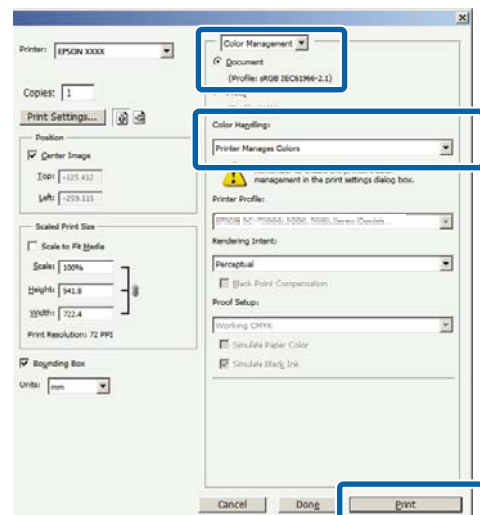 Printer: EPSON XXXX
Copies: 1
Print Settings...
Position
Center Image
Top: -125.412
Left: -259.115
Scaled Print Size
Scale to Fit Media
Scale: 100%
Height: 541.8
Width: 722.4
Print Resolution: 72 PPI
Bounding Box
Units: mm
Color Management
Document
(Profile: sRGB IEC61966-2.1)
Color Handling:
Printer Manages Colors
management in the print settings dialog box.
Printer Profile:
Rendering Intent:
Perceptual
Black Point Compensation
Proof Setup:
Working CMYK
Simulate Paper Color
Simulate Black Ink
Cancel
Done
Print